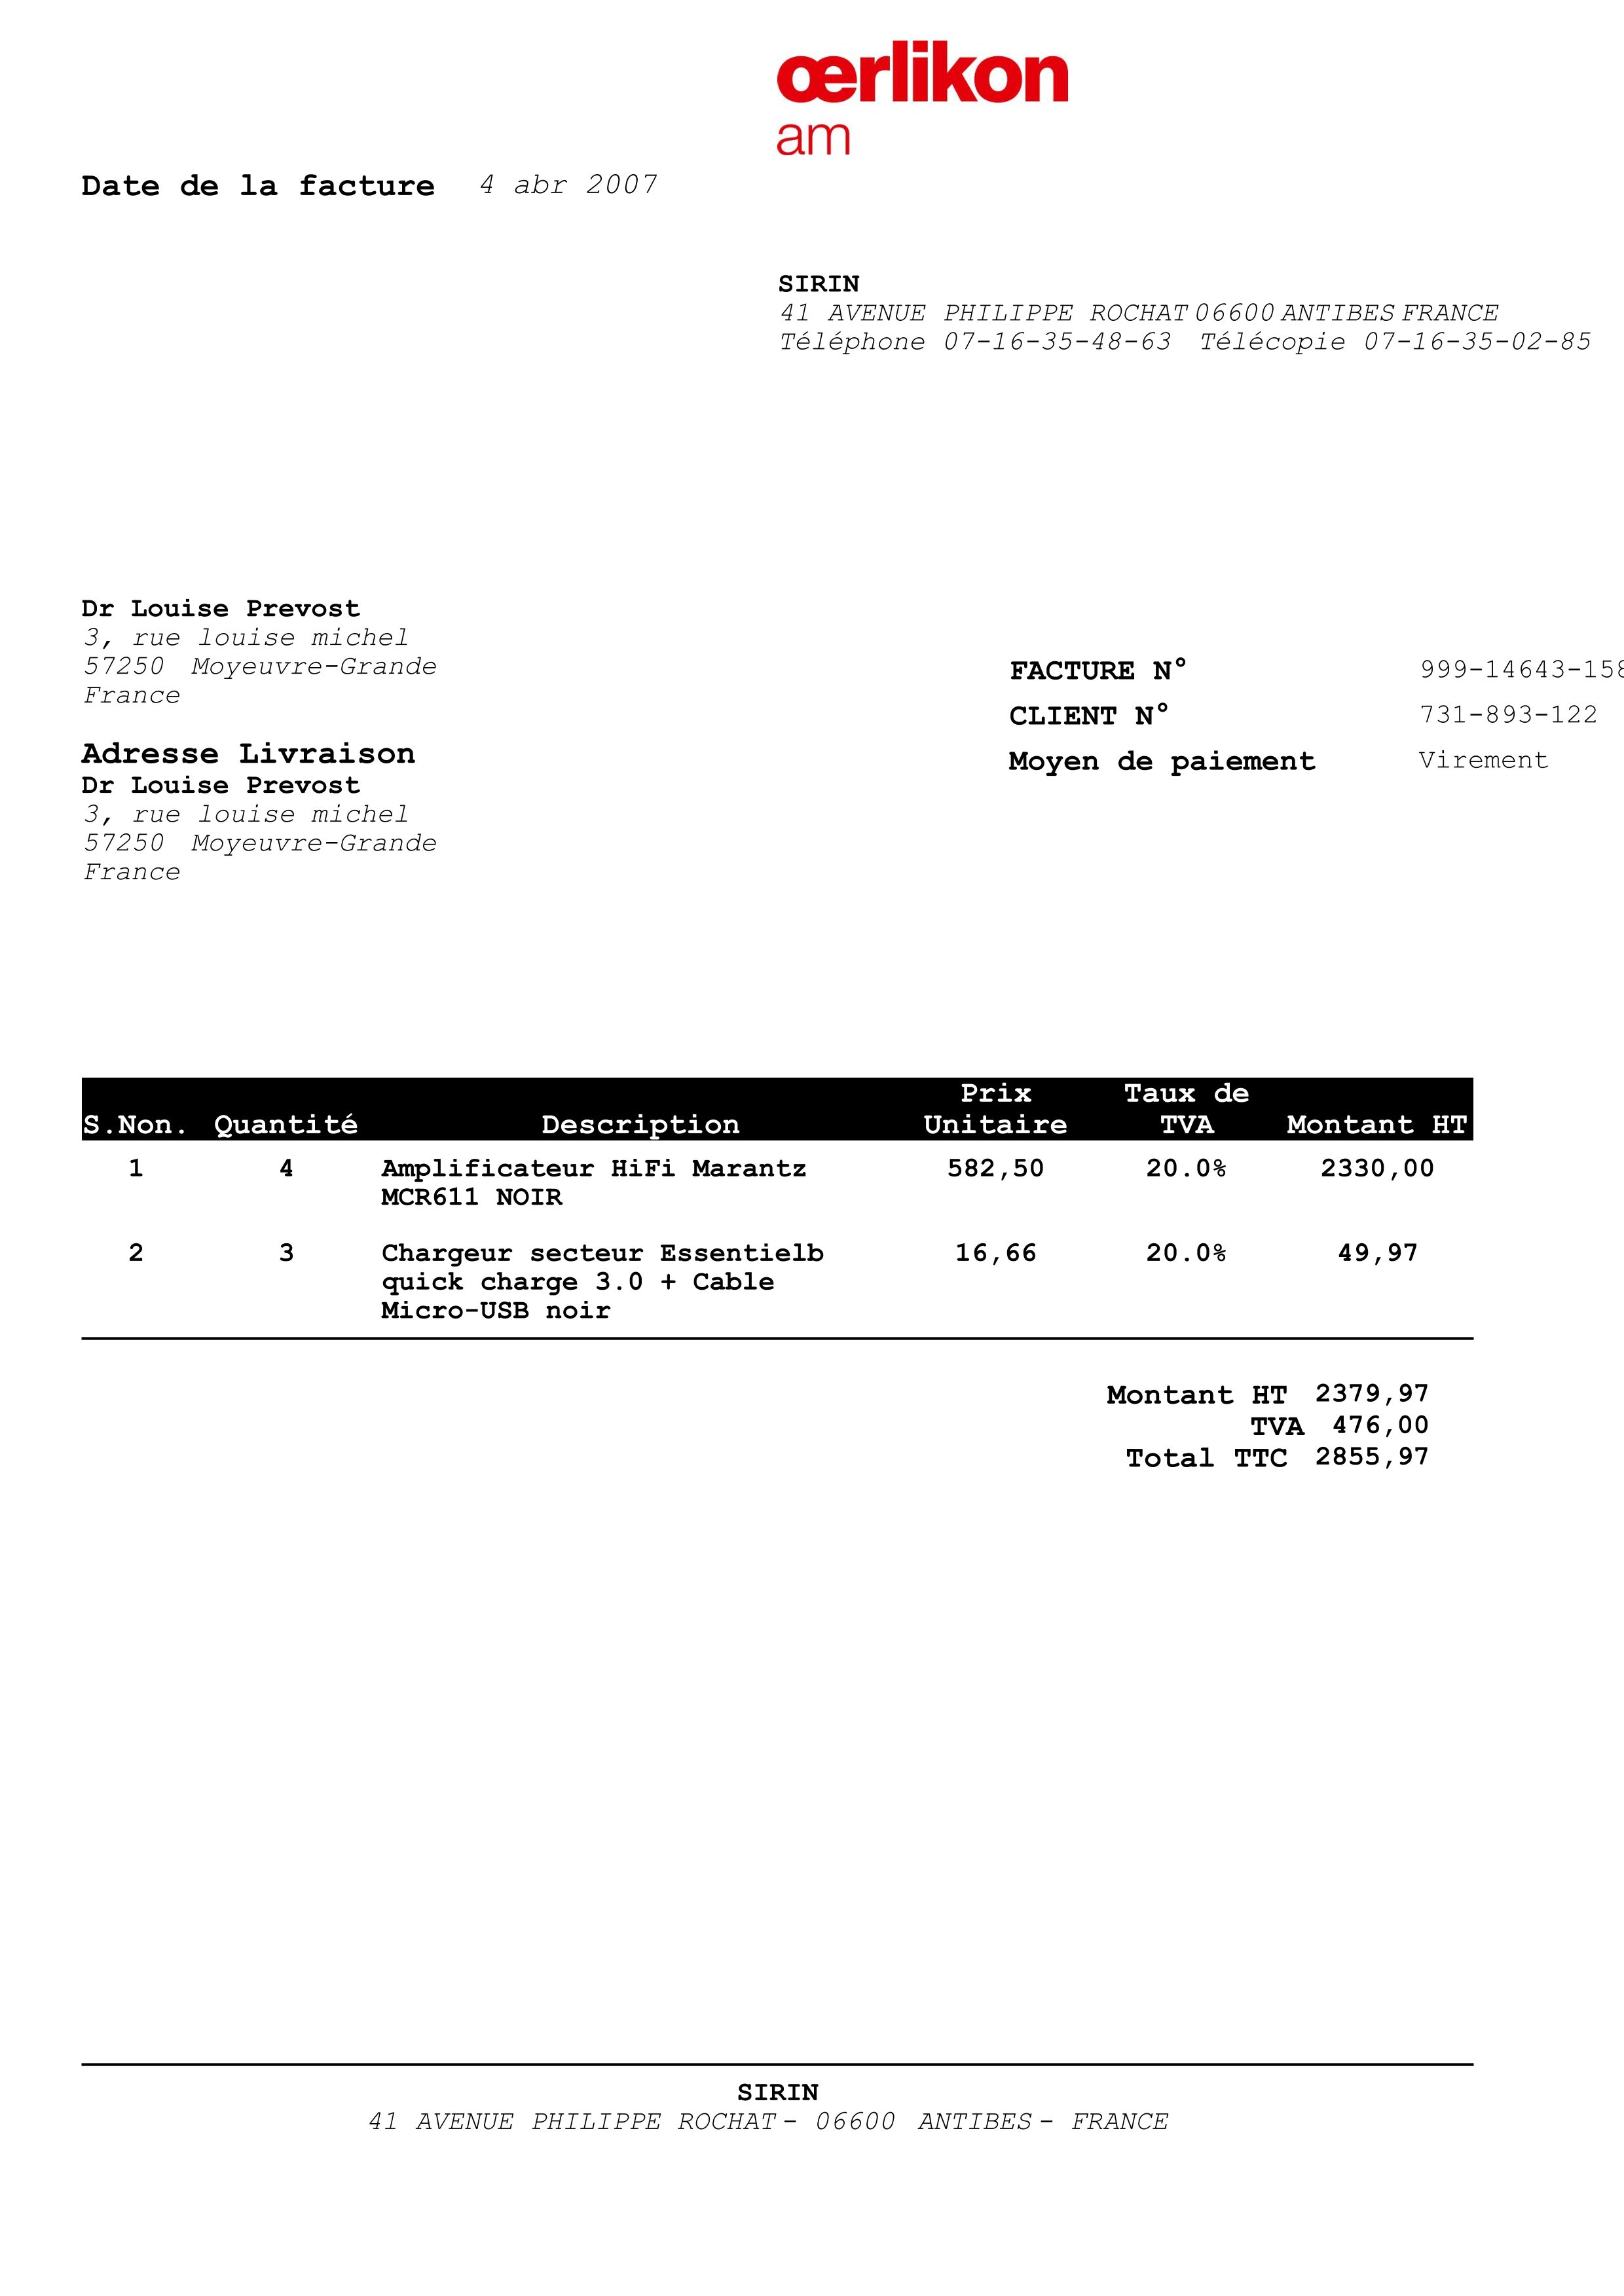 œrlikon
am
Date de la facture 4 abr 2007
SIRIN
41 AVENUE PHILIPPE ROCHAT 06600 ANTIBES FRANCE
Téléphone 07-16-35-48-63 Télécopie 07-16-35-02-85
Dr Louise Prevost
3, rue louise michel
57250 Moyeuvre-Grande
France
FACTURE N° 999-14643-158
CLIENT N° 731-893-122
Moyen de paiement Virement
Adresse Livraison
Dr Louise Prevost
3, rue louise michel
57250 Moyeuvre-Grande
France
Prix Taux de
S.Non. Quantité Description Unitaire TVA Montant HT
1 4 Amplificateur HiFi Marantz 582,50 20.0% 2330,00
MCR611 NOIR
2 3 Chargeur secteur Essentielb 16,66 20.0% 49,97
quick charge 3.0 + Cable
Micro-USB noir
Montant HT 2379,97
TVA 476,00
Total TTC 2855,97
SIRIN
41 AVENUE PHILIPPE ROCHAT - 06600 ANTIBES - FRANCE